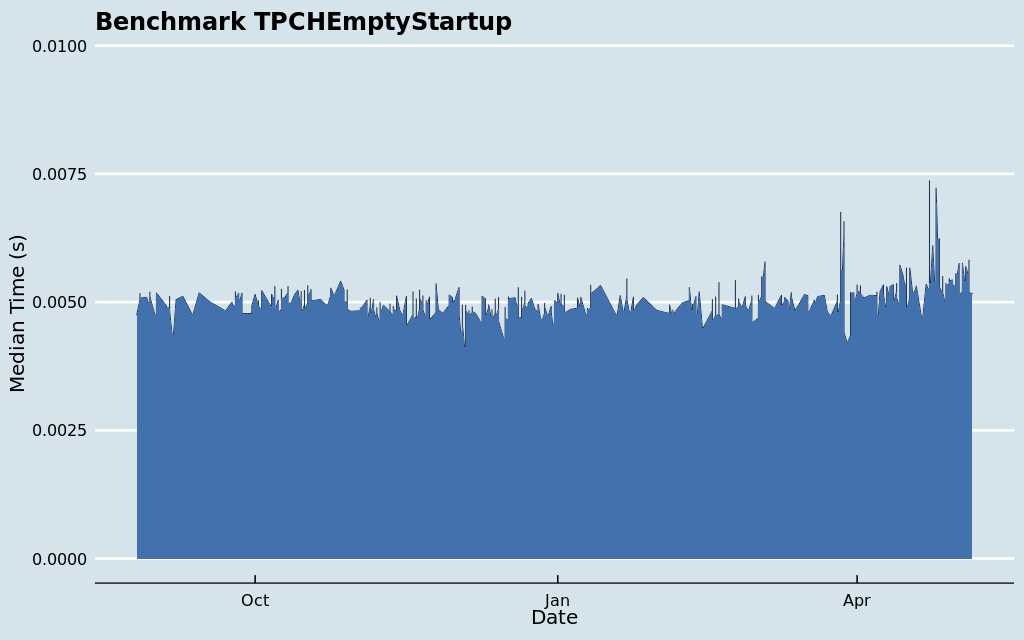 Benchmark TPCHEmptyStartup
0.0100
0.0075
0.0050
0.0025
0.0000
Median Time (s)
Oct Jan Apr
Date